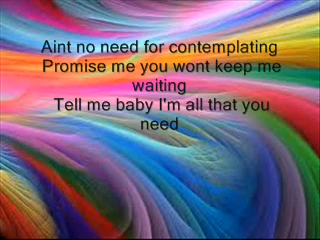 Aint no need for contemplating
Promise me you wont keep me
waiting
Tell me baby I'm all that you
need